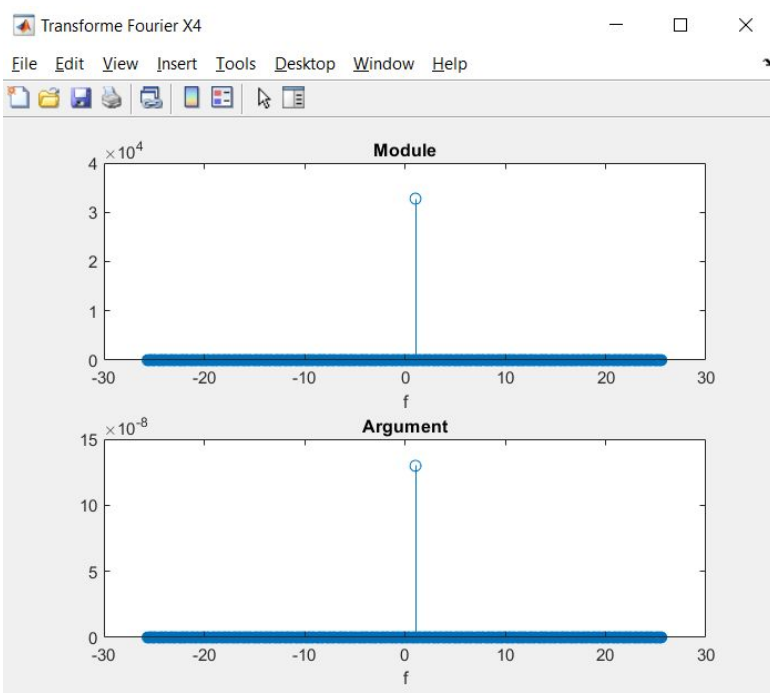 Transforme Fourier X4
File Edit View Insert Tools Desktop Window Help
×10^4
Module
4
3
2
1
0
-30 -20 -10 0 10 20 30
f
×10^-8
Argument
15
10
5
0
-30 -20 -10 0 10 20 30
f